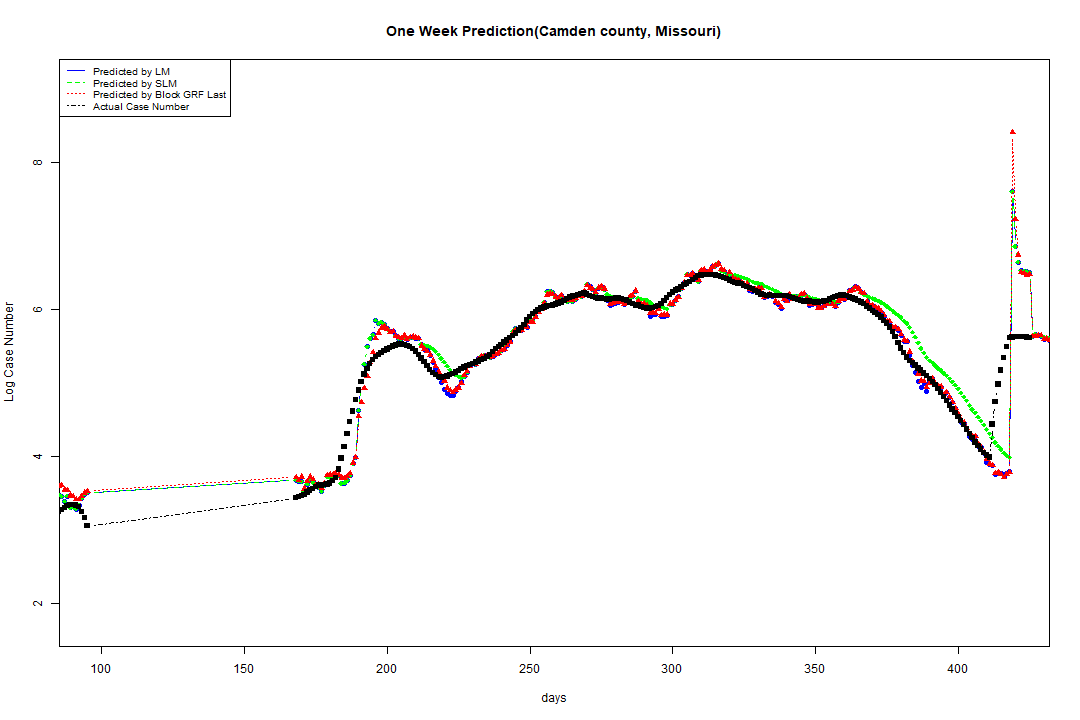 One Week Prediction(Camden county, Missouri)
Predicted by LM
Predicted by SLM
Predicted by Block GRF Last
Actual Case Number
8
6
4
2
Log Case Number
100 150 200 250 300 350 400
days